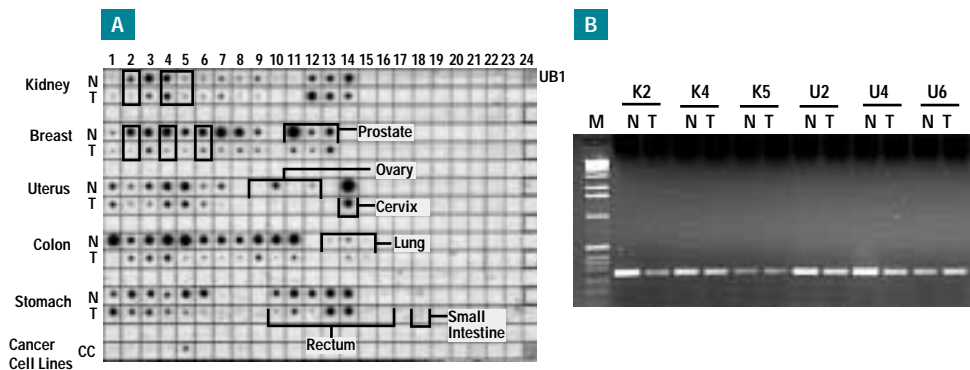 A
1 2 3 4 5 6 7 8 9 10 11 12 13 14 15 16 17 18 19 20 21 22 23 24
Kidney N UB1
T
Breast N Prostate
T
Ovary
Uterus N
T Cervix
Colon N
Lung
T
Stomach N
T Small
Intestine
Rectum
Cancer
Cell Lines CC
B
K2 K4 K5 U2 U4 U6
M N T N T N T N T N T N T